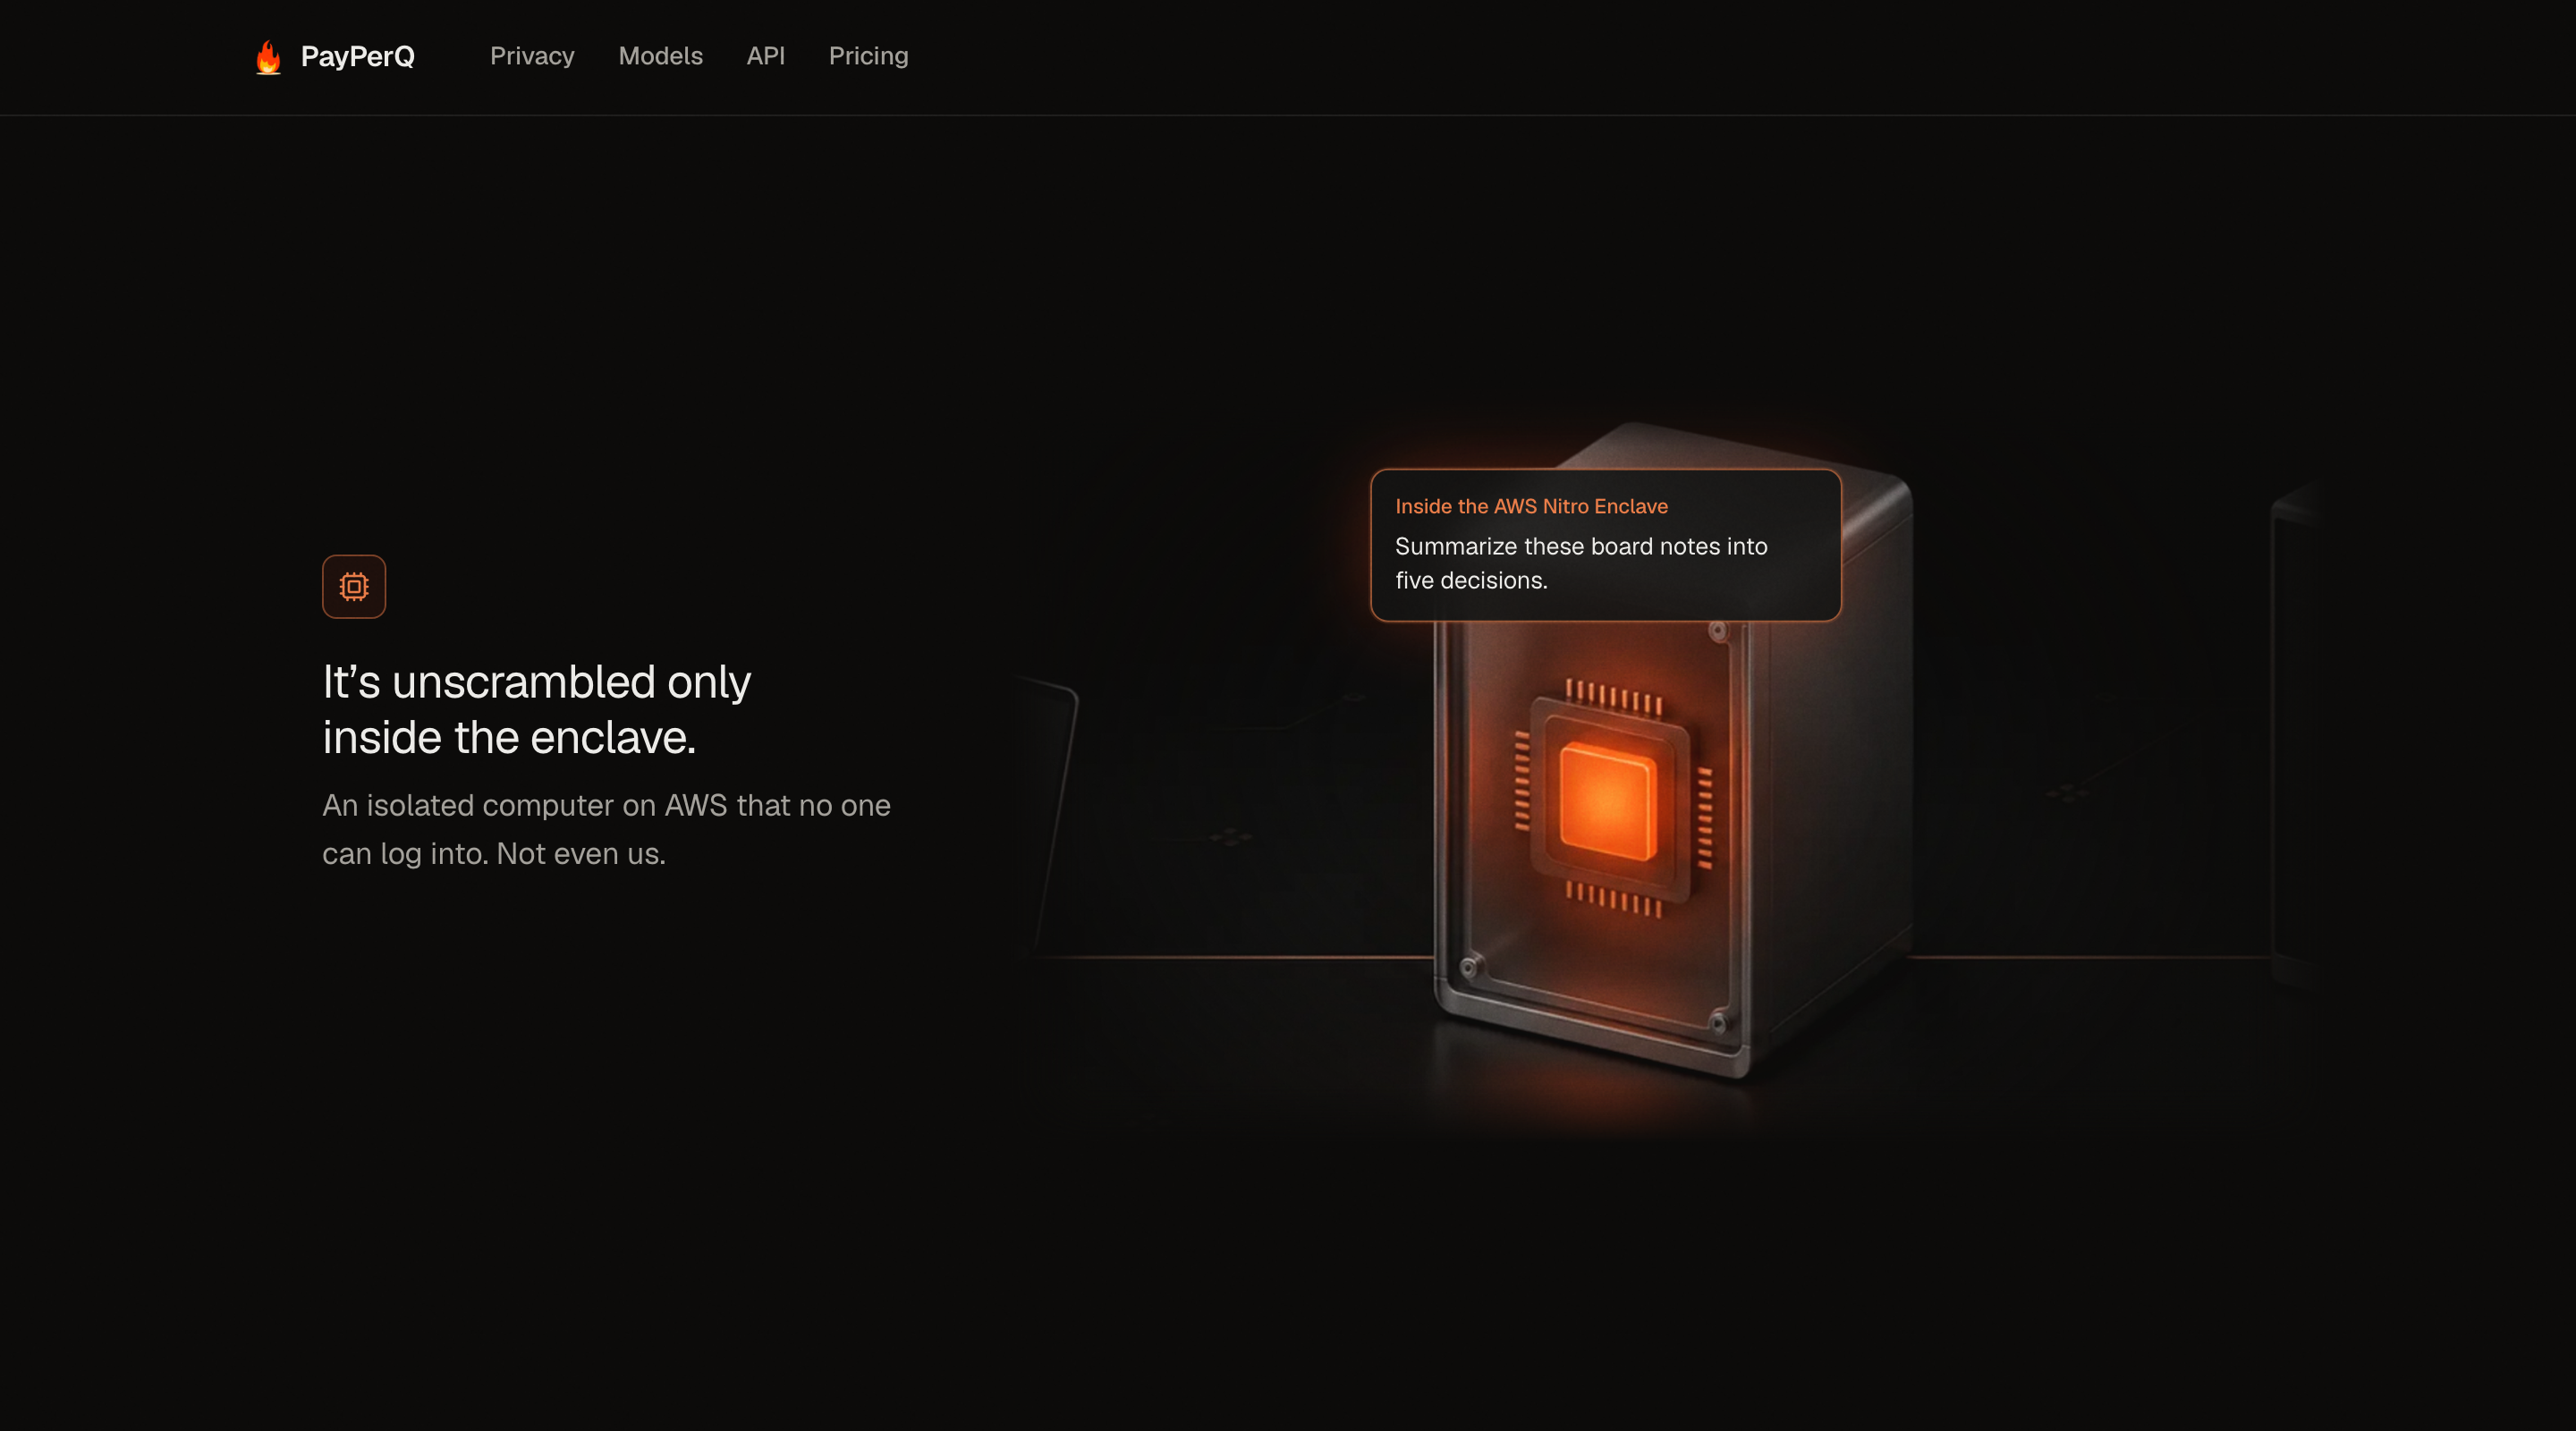 PayPerQ
Privacy
Models
API
Pricing
Inside the AWS Nitro Enclave
Summarize these board notes into
five decisions.
It’s unscrambled only
inside the enclave.
An isolated computer on AWS that no one
can log into. Not even us.